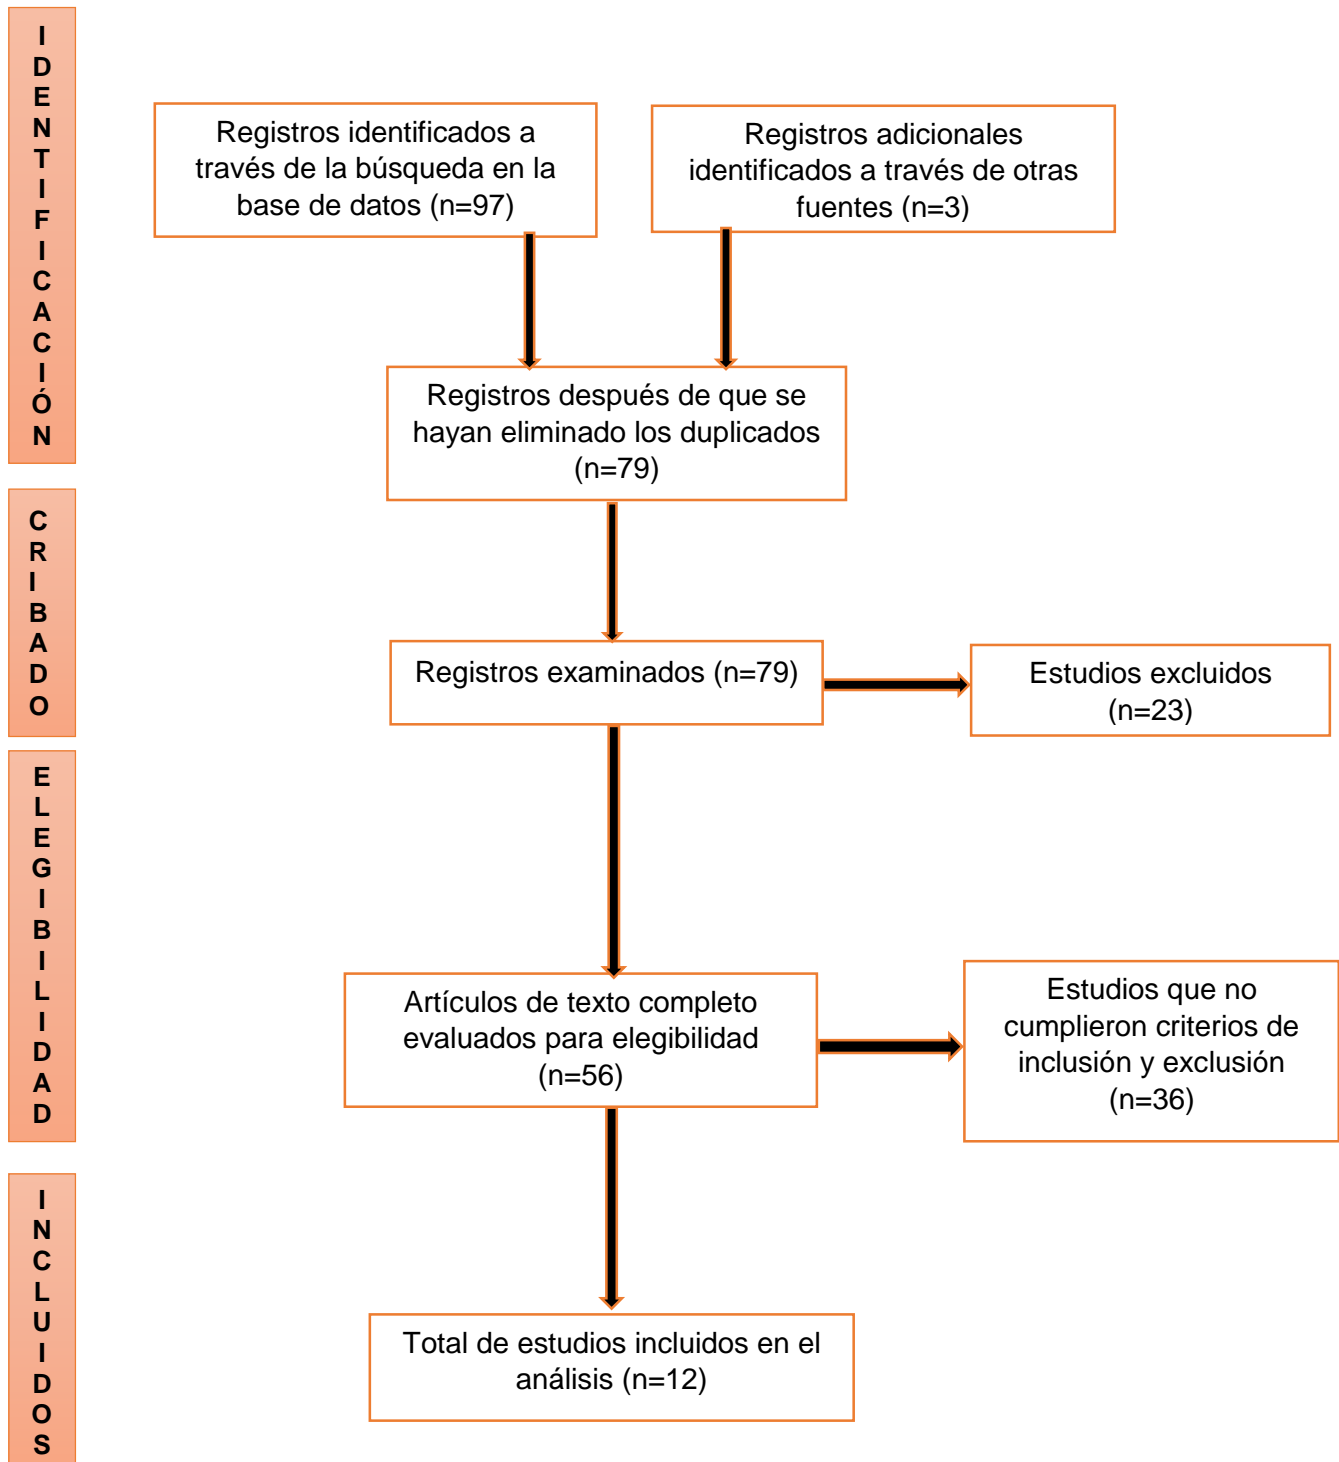 IDENTIFICACIÓN
Registros identificados a
través de la búsqueda en la
base de datos (n=97)
Registros adicionales
identificados a través de otras
fuentes (n=3)
Registros después de que se
hayan eliminado los duplicados
(n=79)
CRIBADO
Registros examinados (n=79)
Estudios excluidos
(n=23)
ELEGIBILIDAD
Artículos de texto completo
evaluados para elegibilidad
(n=56)
Estudios que no
cumplieron criterios de
inclusión y exclusión
(n=36)
INCLUIDOS
Total de estudios incluidos en el
análisis (n=12)